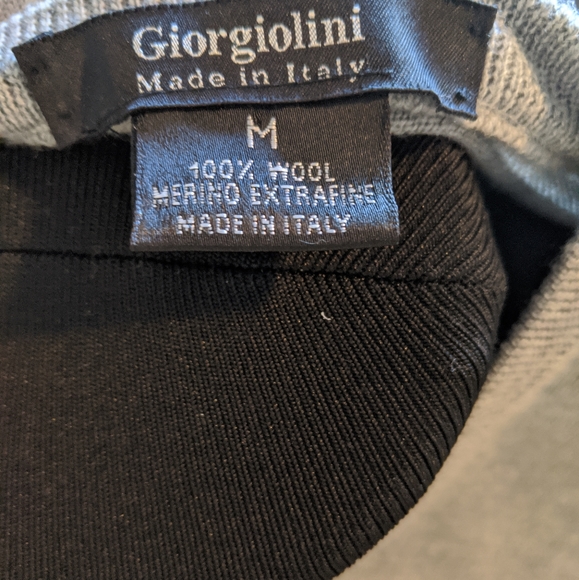 Giorgiolini
Made in Italy
M
100% WOOL
MERINO EXTRAFINE
MADE IN ITALY